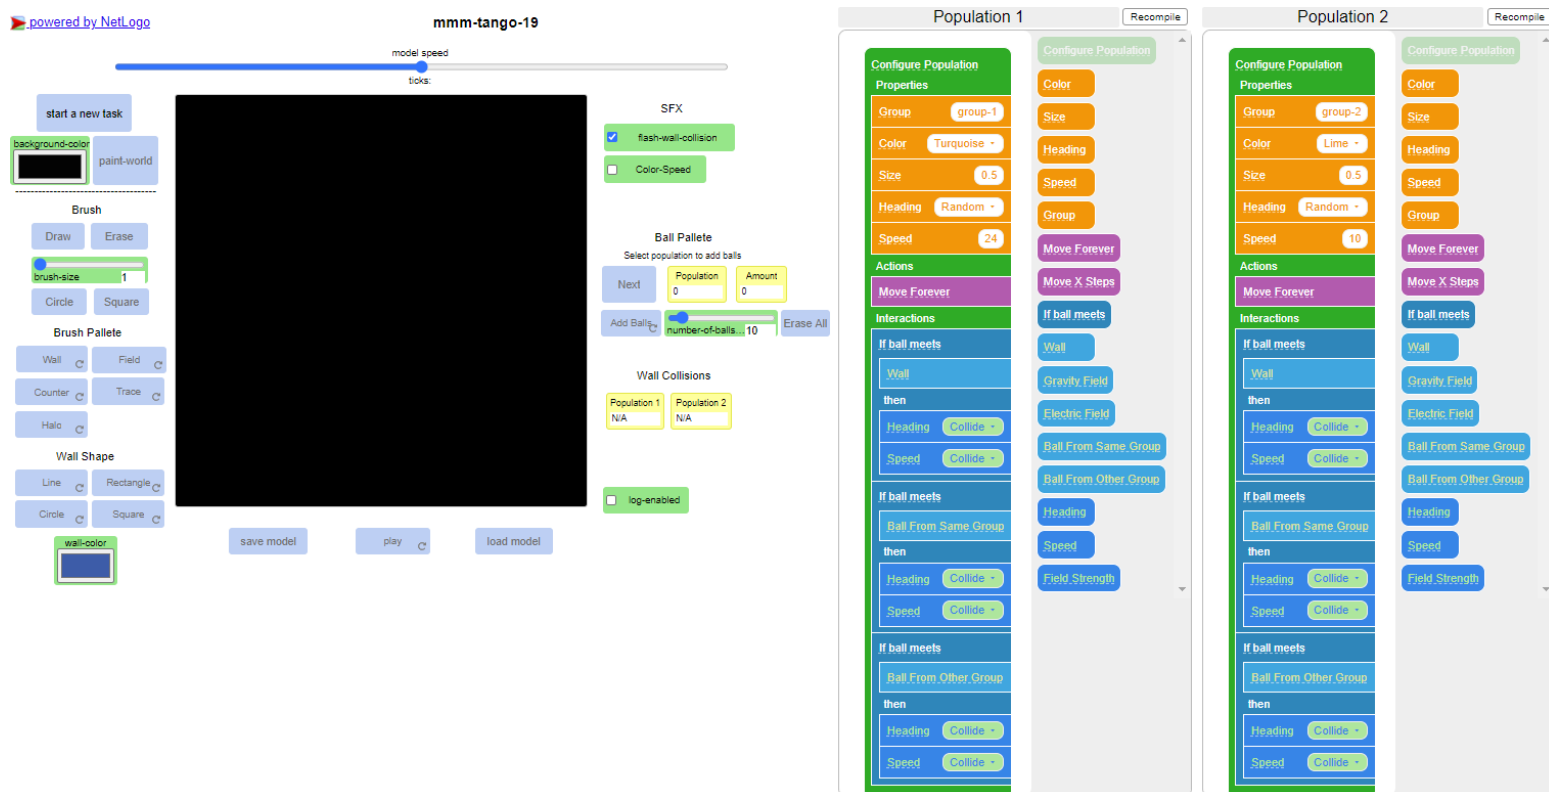 powered by NetLogo
mmm-tango-19
model speed
ticks:
start a new task
background-color
paint-world
Brush
Draw
Erase
brush-size
1
Circle
Square
Brush Pallete
Wall
Field
Counter
Trace
Halo
Wall Shape
Line
Rectangle
Circle
Square
wall-color
save model
play
load model
SFX
flash-wall-collision
Color-Speed
Ball Pallete
Select population to add balls
Next
Population
0
Amount
0
Add Balls
number-of-balls...
10
Erase All
Wall Collisions
Population 1
N/A
Population 2
N/A
log-enabled
Population 1
Recompile
Configure Population
Properties
Group group-1
Color Turquoise
Size 0.5
Heading Random
Speed 24
Actions
Move Forever
Interactions
If ball meets
Wall
then
Heading Collide
Speed Collide
If ball meets
Ball From Same Group
then
Heading Collide
Speed Collide
If ball meets
Ball From Other Group
then
Heading Collide
Speed Collide
Configure Population
Color
Size
Heading
Speed
Group
Move Forever
Move X Steps
If ball meets
Wall
Gravity Field
Electric Field
Ball From Same Group
Ball From Other Group
Heading
Speed
Field Strength
Population 2
Recompile
Configure Population
Properties
Group group-2
Color Lime
Size 0.5
Heading Random
Speed 10
Actions
Move Forever
Interactions
If ball meets
Wall
then
Heading Collide
Speed Collide
If ball meets
Ball From Same Group
then
Heading Collide
Speed Collide
If ball meets
Ball From Other Group
then
Heading Collide
Speed Collide
Configure Population
Color
Size
Heading
Speed
Group
Move Forever
Move X Steps
If ball meets
Wall
Gravity Field
Electric Field
Ball From Same Group
Ball From Other Group
Heading
Speed
Field Strength